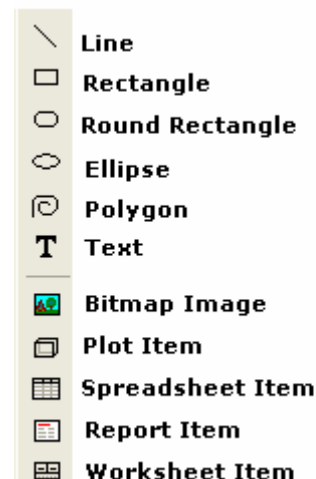 Line
Rectangle
Round Rectangle
Ellipse
Polygon
T Text
Bitmap Image
Plot Item
Spreadsheet Item
Report Item
Worksheet Item